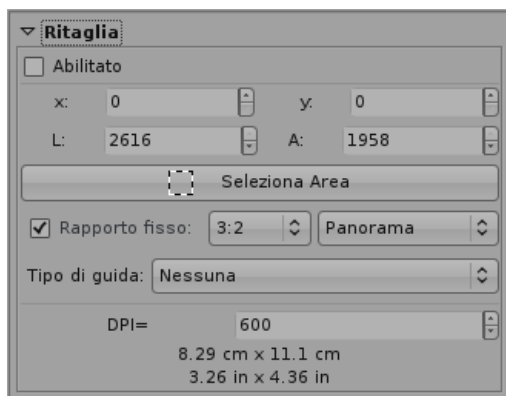 Ritaglia
Abilitato
x: 0 y: 0
L: 2616 A: 1958
Seleziona Area
Rapporto fisso: 3:2 Panorama
Tipo di guida: Nessuna
DPI= 600
8.29 cm x 11.1 cm
3.26 in x 4.36 in